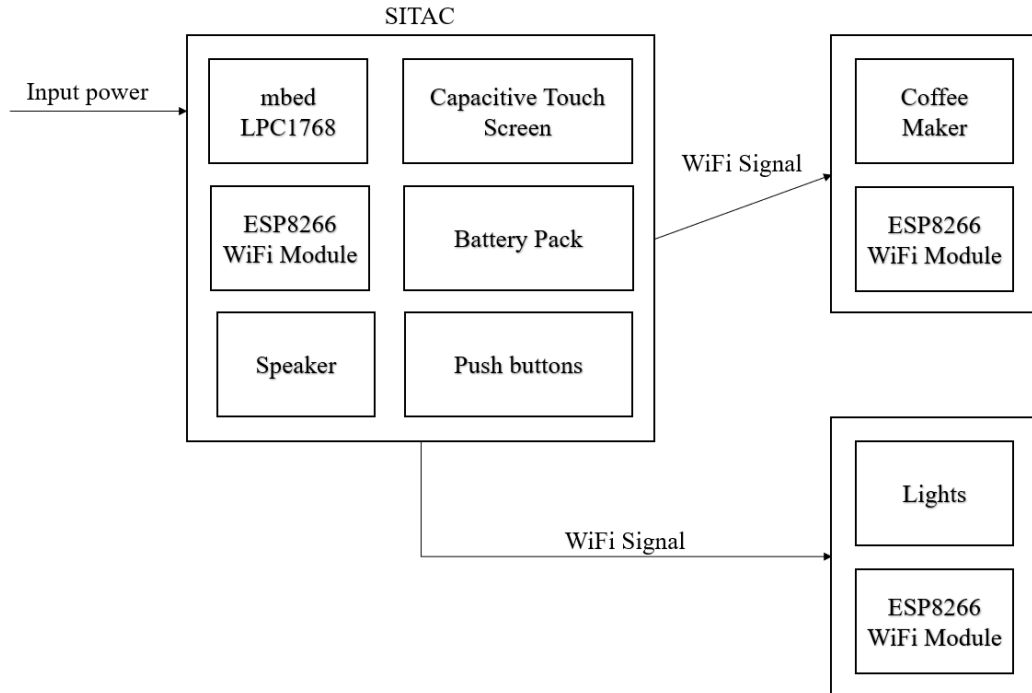 SITAC
Input power
mbed
LPC1768
Capacitive Touch
Screen
ESP8266
WiFi Module
Battery Pack
Speaker
Push buttons
WiFi Signal
Coffee
Maker
ESP8266
WiFi Module
WiFi Signal
Lights
ESP8266
WiFi Module